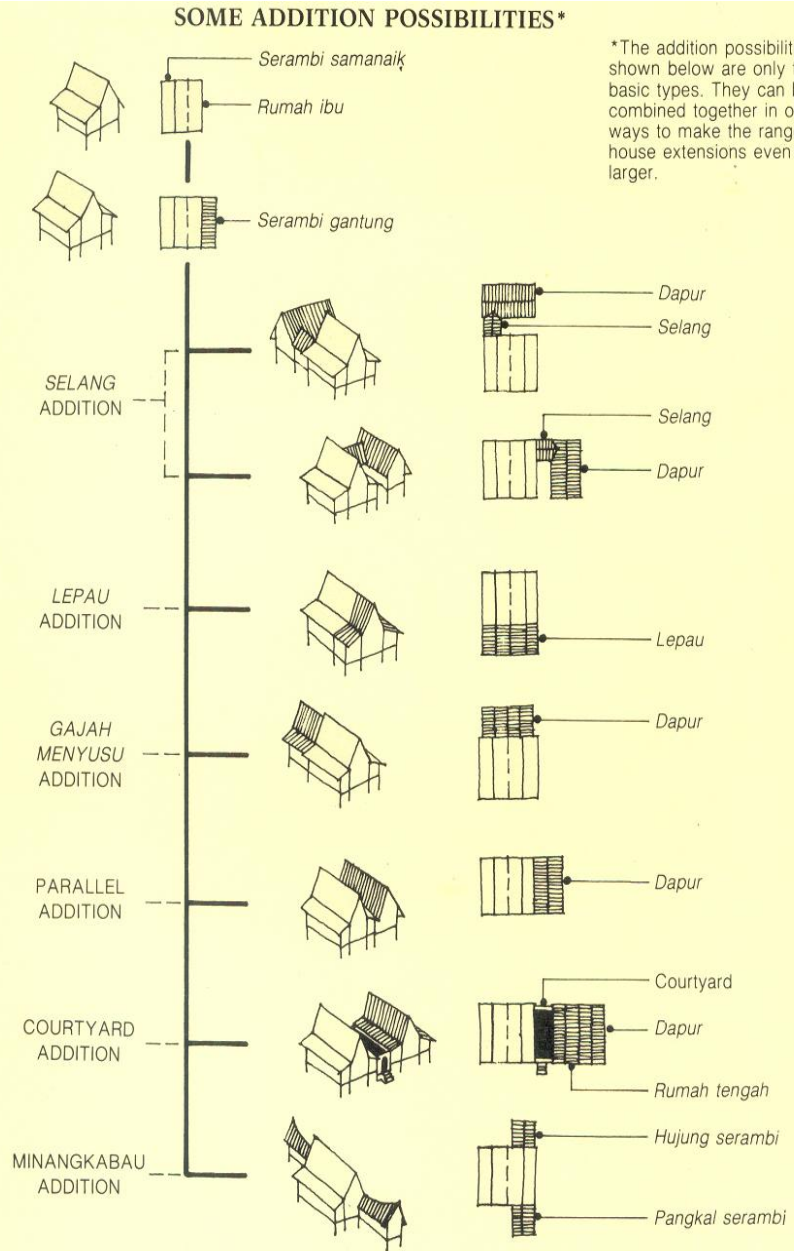 SOME ADDITION POSSIBILITIES*
*The addition
shown below are only
basic types. They can
combined together in
ways to make the
house extensions even
larger.
Serambi samanaik
Rumah ibu
Serambi gantung
SELANG
ADDITION
Dapur
Selang
Selang
Dapur
LEPAU
ADDITION
Lepau
GAJAH
MENYUSU
ADDITION
Dapur
PARALLEL
ADDITION
Dapur
COURTYARD
ADDITION
Courtyard
Dapur
Rumah tengah
MINANGKABAU
ADDITION
Hujung serambi
Pangkal serambi